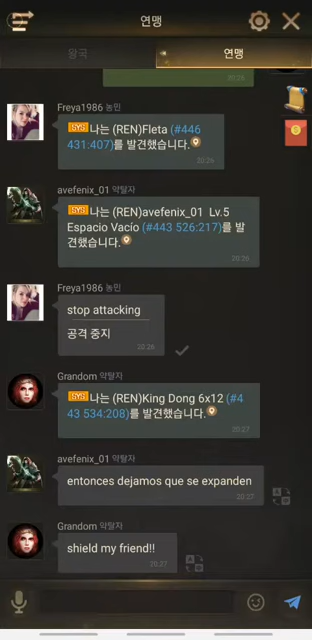 연맹
왕국
연맹
20:26
Freya1986 농민
SYS 나는 (REN)Fleta (#446
431:407)를 발견했습니다.
20:26
avefenix_01 약탈자
SYS 나는 (REN)avefenix_01 Lv.5
Espacio Vacío (#443 526:217)를 발
견했습니다.
20:26
Freya1986 농민
stop attacking
공격 중지
20:26
Grandom 약탈자
SYS 나는 (REN)King Dong 6x12 (#4
43 534:208)를 발견했습니다.
20:27
avefenix_01 약탈자
entonces dejamos que se expanden
20:27
Grandom 약탈자
shield my friend!!
20:27